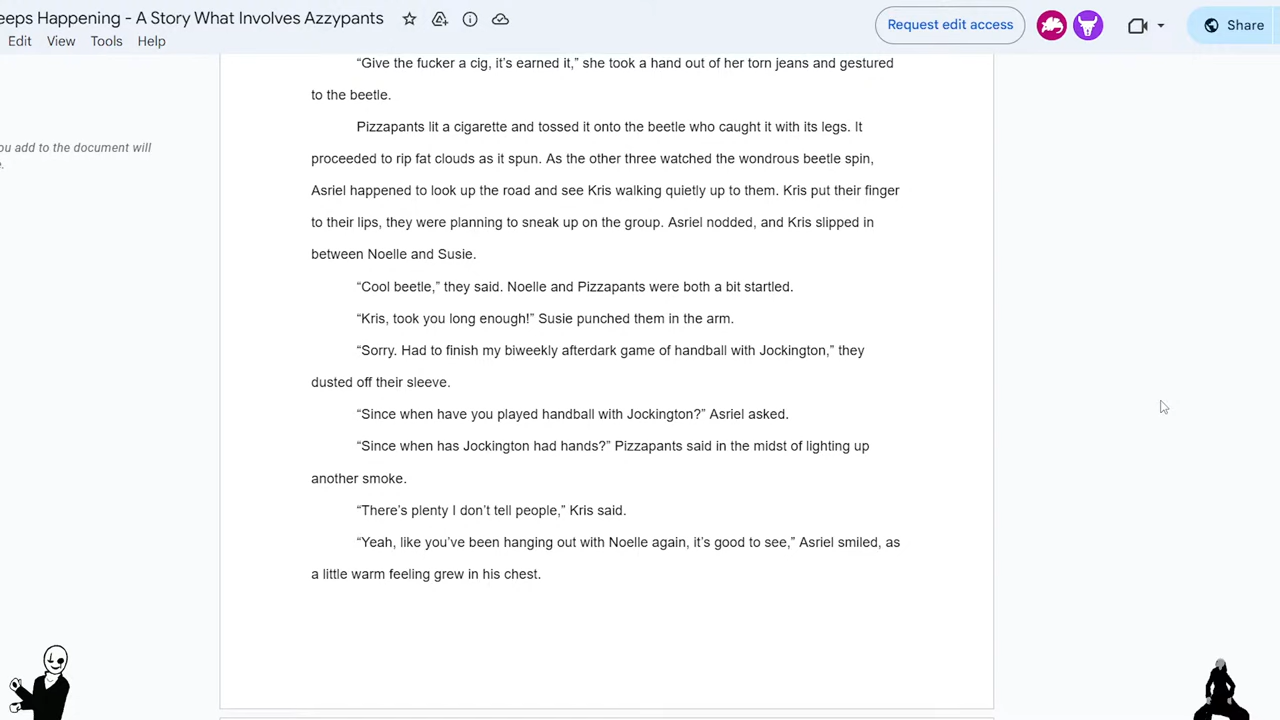 eeps Happening - A Story What Involves Azzypants
Request edit access
Share
Edit View Tools Help
“Give the fucker a cig, it’s earned it,” she took a hand out of her torn jeans and gestured
to the beetle.
ou add to the document will
e.
Pizzapants lit a cigarette and tossed it onto the beetle who caught it with its legs. It
proceeded to rip fat clouds as it spun. As the other three watched the wondrous beetle spin,
Asriel happened to look up the road and see Kris walking quietly up to them. Kris put their finger
to their lips, they were planning to sneak up on the group. Asriel nodded, and Kris slipped in
between Noelle and Susie.
“Cool beetle,” they said. Noelle and Pizzapants were both a bit startled.
“Kris, took you long enough!” Susie punched them in the arm.
“Sorry. Had to finish my biweekly afterdark game of handball with Jockington,” they
dusted off their sleeve.
“Since when have you played handball with Jockington?” Asriel asked.
“Since when has Jockington had hands?” Pizzapants said in the midst of lighting up
another smoke.
“There’s plenty I don’t tell people,” Kris said.
“Yeah, like you’ve been hanging out with Noelle again, it’s good to see,” Asriel smiled, as
a little warm feeling grew in his chest.